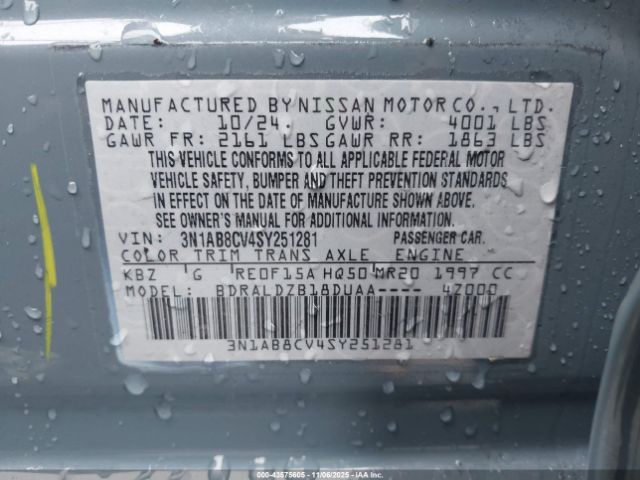 MANUFACTURED BY NISSAN MOTOR CO., LTD.
DATE: 10/24 GVWR: 4001 LBS
GAWR FR: 2161 LBS GAWR RR: 1863 LBS
THIS VEHICLE CONFORMS TO ALL APPLICABLE FEDERAL MOTOR
VEHICLE SAFETY, BUMPER AND THEFT PREVENTION STANDARDS
IN EFFECT ON THE DATE OF MANUFACTURE SHOWN ABOVE.
SEE OWNER'S MANUAL FOR ADDITIONAL INFORMATION.
VIN: 3N1AB8CV4SY251281 PASSENGER CAR.
COLOR TRIM TRANS AXLE ENGINE
KBZ G RE0F15A HQ50 MR20 1997 CC
MODEL BDRALDZB18DUAA---- 4Z000
3N1AB8CV4SY251281
000-43575605 - 11/06/2025 - IAA Inc.